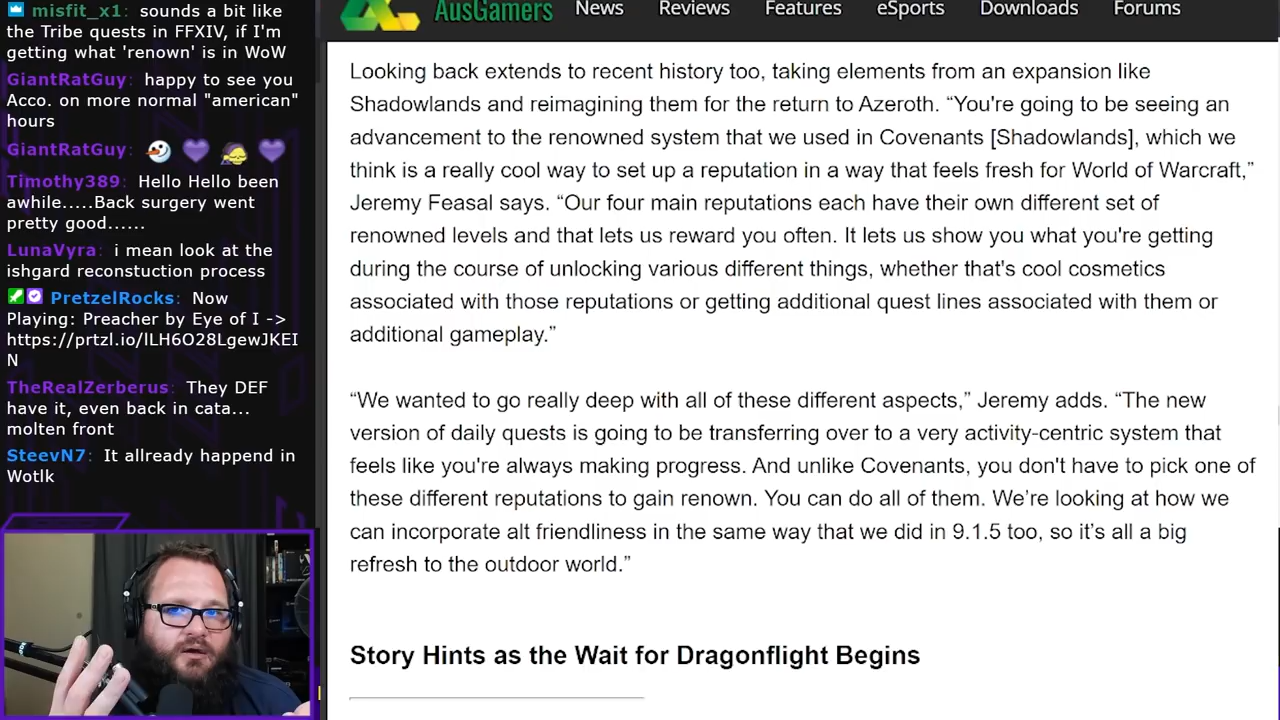 misfit_x1: sounds a bit like
the Tribe quests in FFXIV, if I'm
getting what 'renown' is in WoW
GiantRatGuy: happy to see you
Acco. on more normal "american"
hours
GiantRatGuy:
Timothy389: Hello Hello been
awhile.....Back surgery went
pretty good......
LunaVyra: i mean look at the
ishgard reconstuction process
PretzelRocks: Now
Playing: Preacher by Eye of I ->
https://prtzl.io/lLH6O28LgewJKEI
N
TheRealZerberus: They DEF
have it, even back in cata...
molten front
SteevN7: It allready happend in
Wotlk
AusGamers News Reviews Features eSports Downloads Forums
Looking back extends to recent history too, taking elements from an expansion like
Shadowlands and reimagining them for the return to Azeroth. “You're going to be seeing an
advancement to the renowned system that we used in Covenants [Shadowlands], which we
think is a really cool way to set up a reputation in a way that feels fresh for World of Warcraft,”
Jeremy Feasal says. “Our four main reputations each have their own different set of
renowned levels and that lets us reward you often. It lets us show you what you're getting
during the course of unlocking various different things, whether that's cool cosmetics
associated with those reputations or getting additional quest lines associated with them or
additional gameplay.”
“We wanted to go really deep with all of these different aspects,” Jeremy adds. “The new
version of daily quests is going to be transferring over to a very activity-centric system that
feels like you're always making progress. And unlike Covenants, you don't have to pick one of
these different reputations to gain renown. You can do all of them. We’re looking at how we
can incorporate alt friendliness in the same way that we did in 9.1.5 too, so it’s all a big
refresh to the outdoor world.”
Story Hints as the Wait for Dragonflight Begins